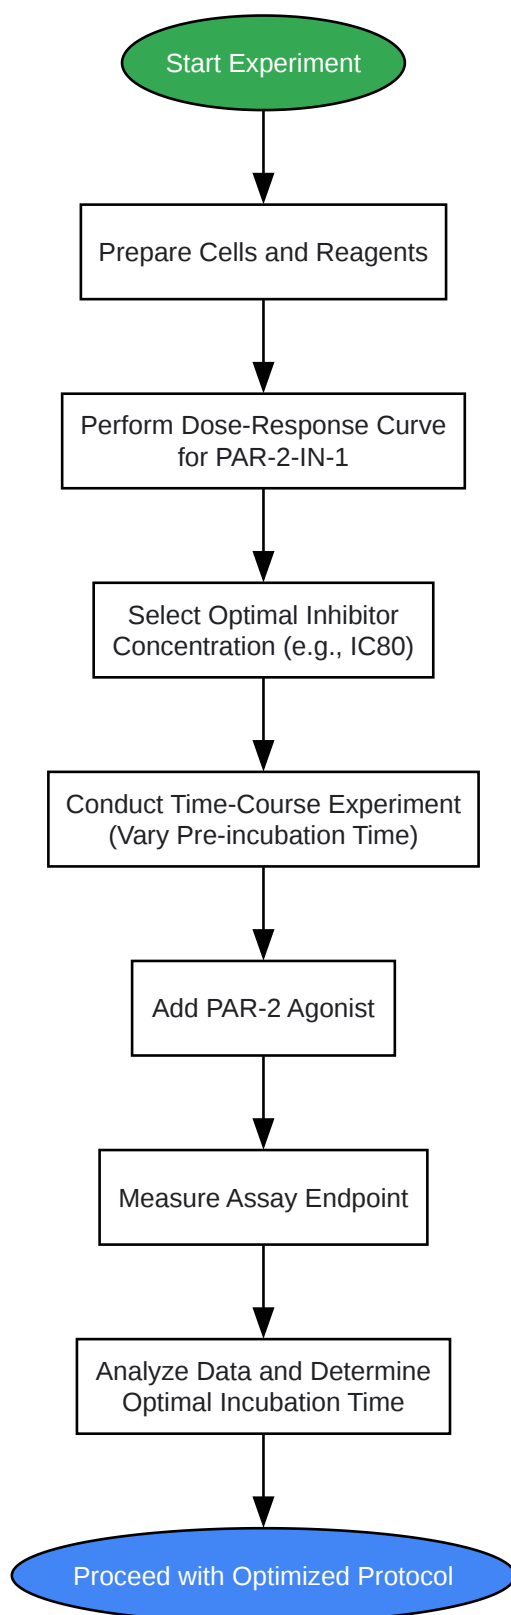 Start Experiment
Prepare Cells and Reagents
Perform Dose-Response Curve
for PAR-2-IN-1
Select Optimal Inhibitor
Concentration (e.g., IC80)
Conduct Time-Course Experiment
(Vary Pre-incubation Time)
Add PAR-2 Agonist
Measure Assay Endpoint
Analyze Data and Determine
Optimal Incubation Time
Proceed with Optimized Protocol